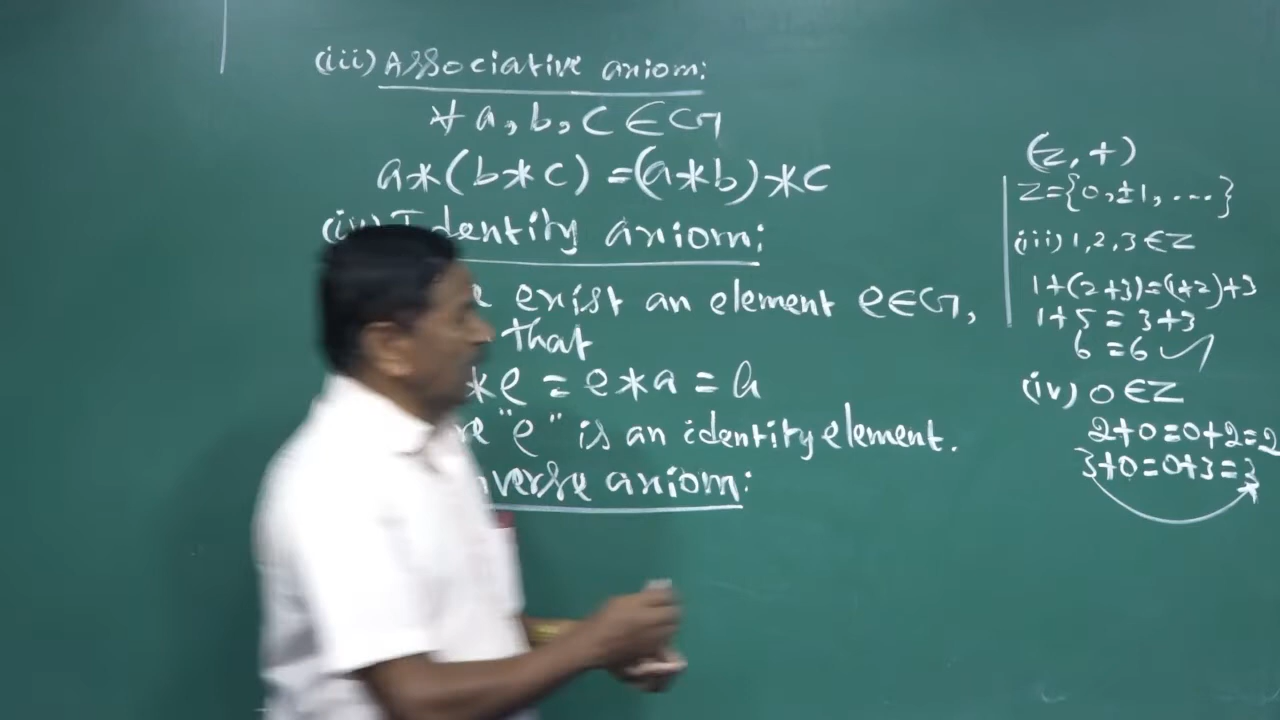 (iii) Associative axiom:
∀ a, b, c ∈ G
a*(b*c) = (a*b)*c
(iv) Identity axiom:
exist an element e∈G,
that
*e = e*a = a
"e" is an identity element.
axiom:
(z, +)
z={0, ±1, ....}
(iii) 1, 2, 3 ∈ z
1+(2+3)=(1+2)+3
1+5 = 3+3
6 = 6 ✓
(iv) 0 ∈ z
2+0=0+2=2
3+0=0+3=3